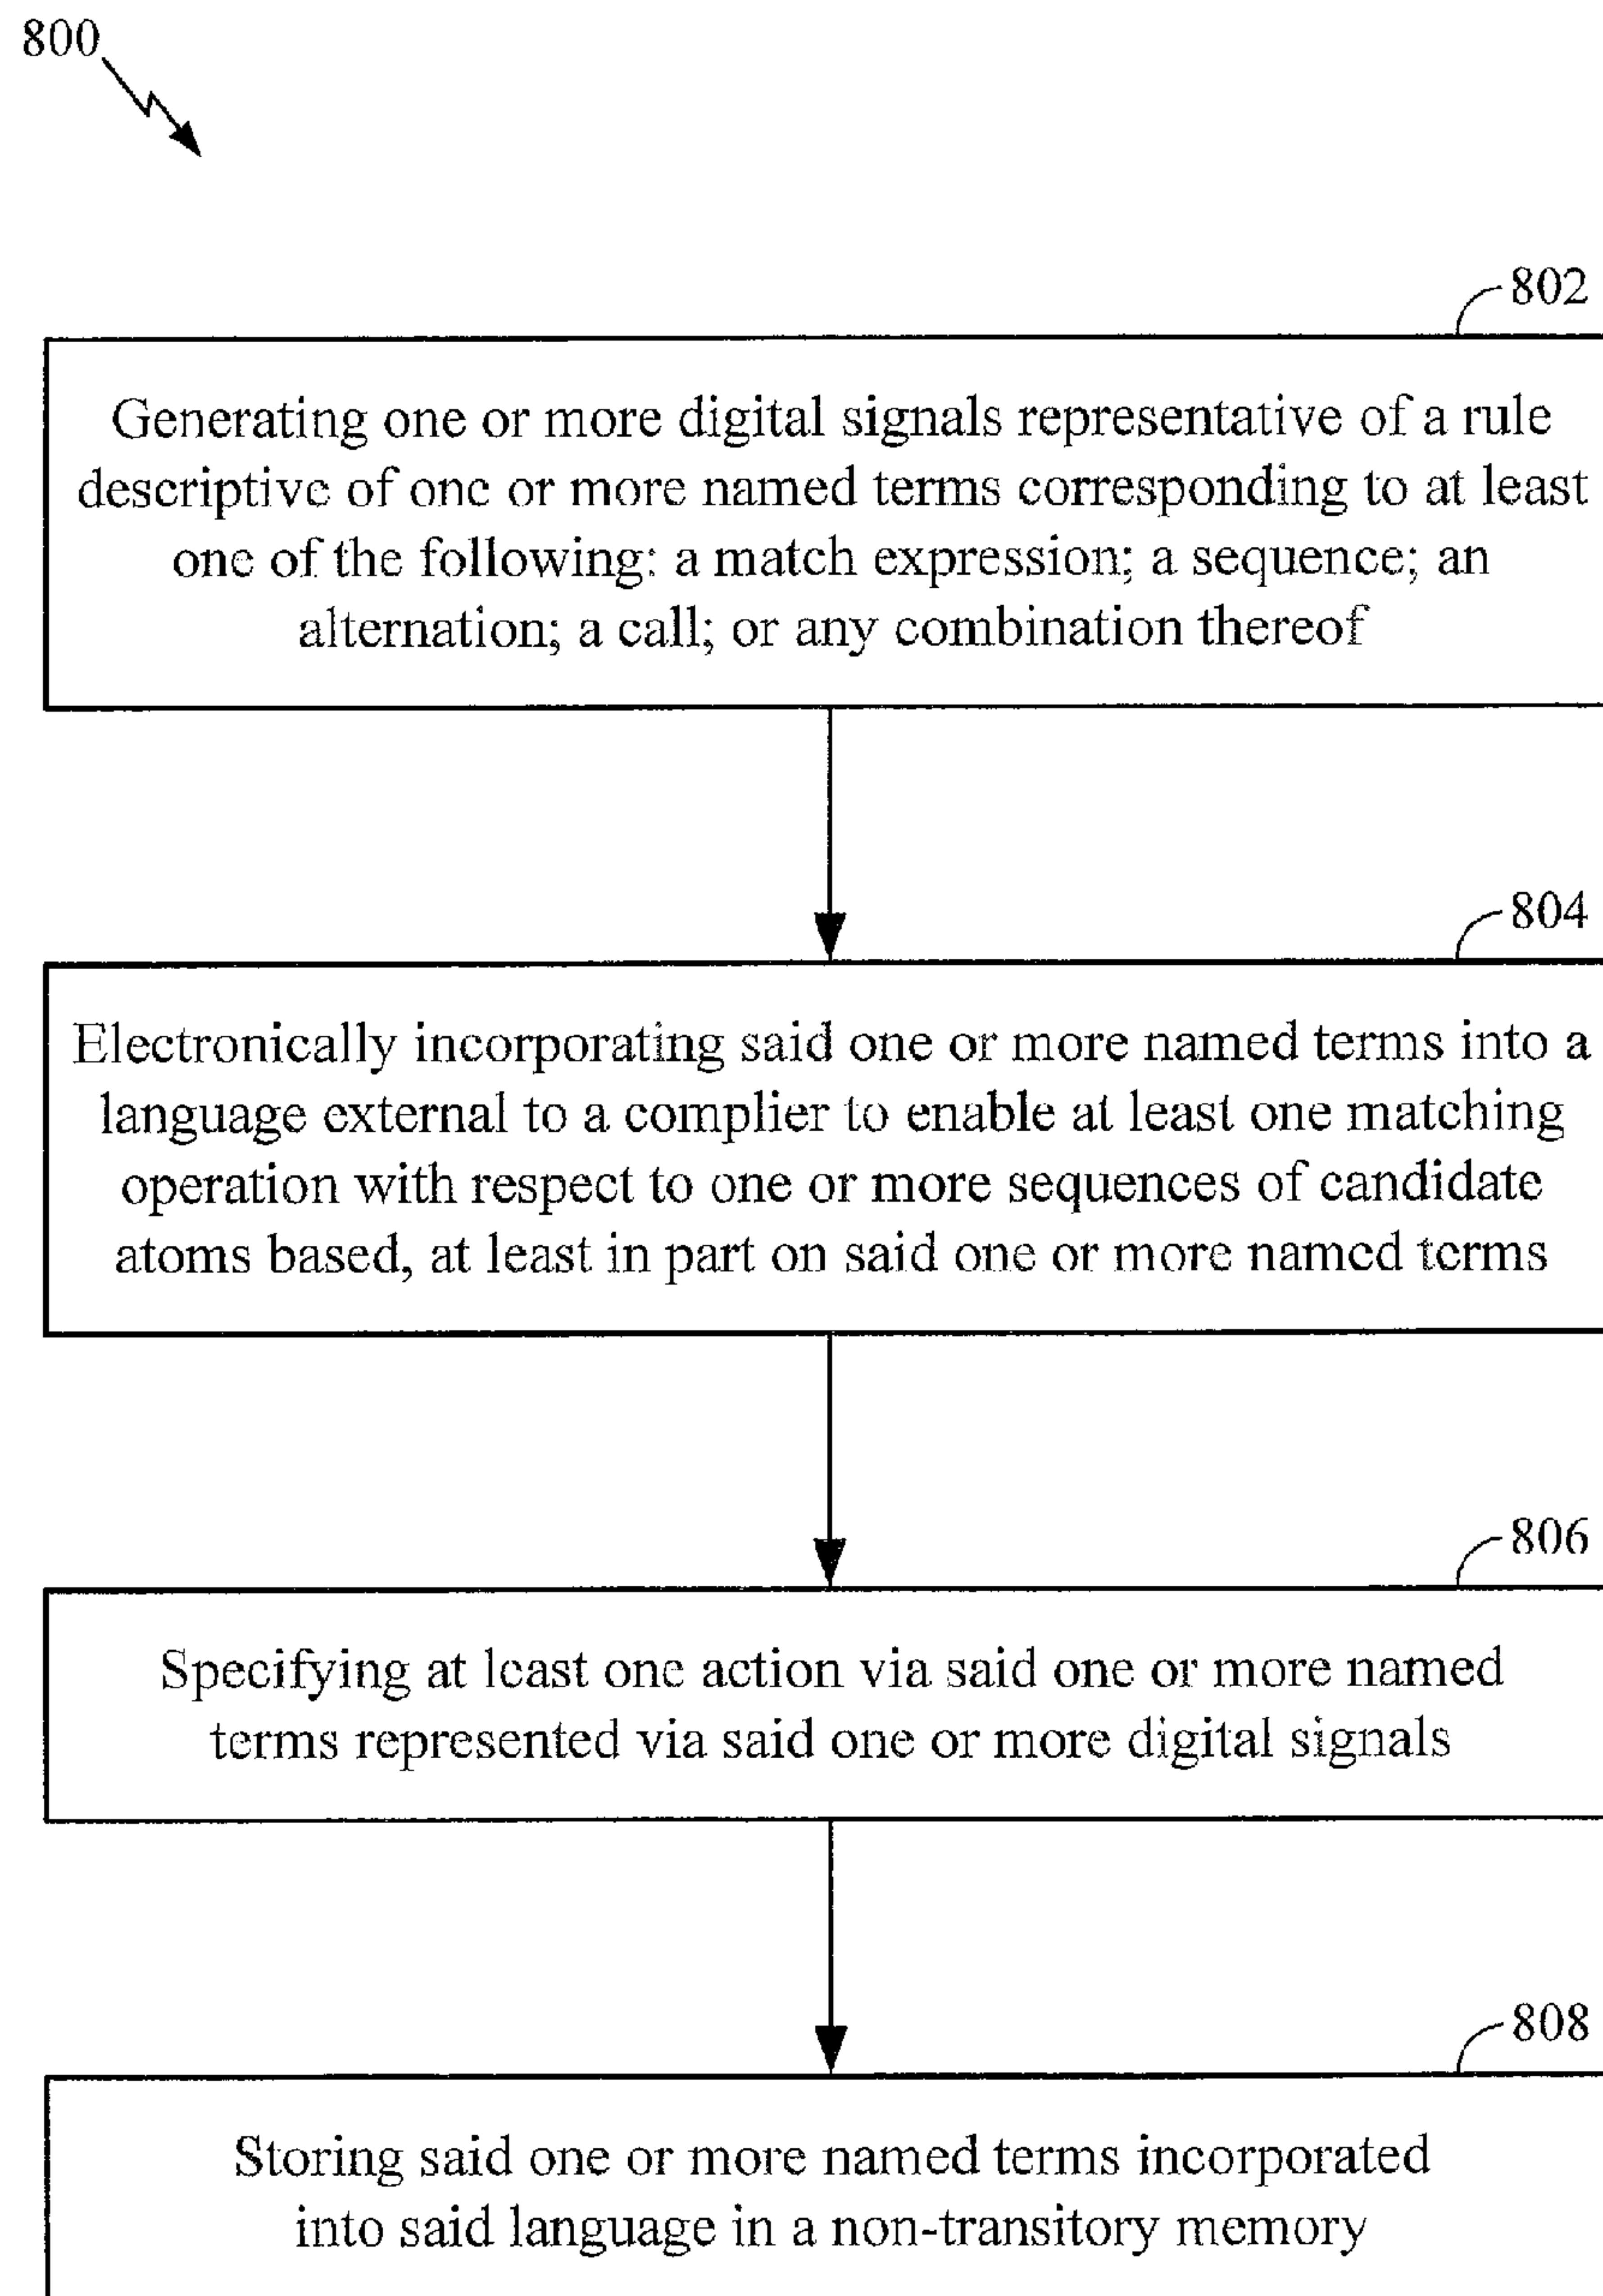 800
802
Generating one or more digital signals representative of a rule
descriptive of one or more named terms corresponding to at least
one of the following: a match expression; a sequence; an
alternation; a call; or any combination thereof
804
Electronically incorporating said one or more named terms into a
language external to a complier to enable at least one matching
operation with respect to one or more sequences of candidate
atoms based, at least in part on said one or more named terms
806
Specifying at least one action via said one or more named
terms represented via said one or more digital signals
808
Storing said one or more named terms incorporated
into said language in a non-transitory memory